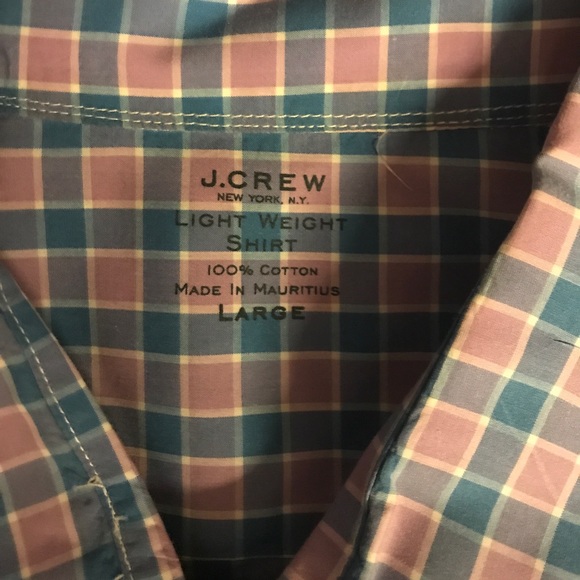 J.CREW
NEW YORK, N.Y.
LIGHT WEIGHT
SHIRT
100% COTTON
MADE IN MAURITIUS
LARGE